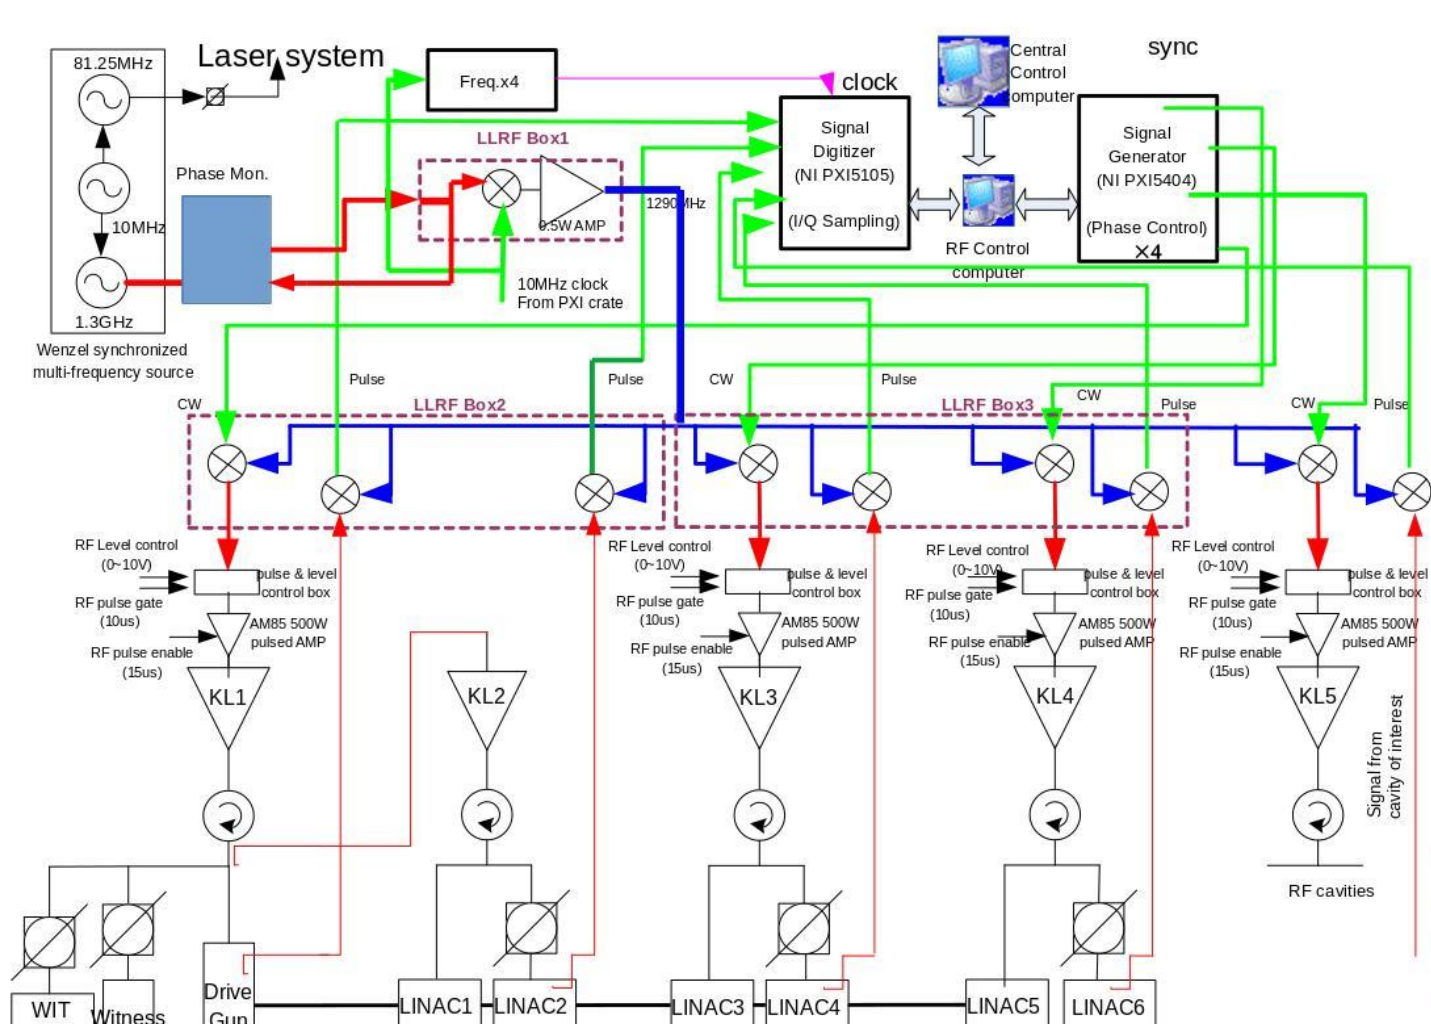 81.25MHz
Laser system
10MHz
1.3GHz
Wenzel synchronized
multi-frequency source
Phase Mon.
Freq.x4
LLRF Box1
0.5W AMP
10MHz clock
From PXI crate
1290MHz
clock
Signal
Digitizer
(NI PXI5105)
(I/Q Sampling)
Central
Control
computer
RF Control
computer
sync
Signal
Generator
(NI PXI5404)
(Phase Control)
×4
CW
Pulse
Pulse
CW
Pulse
CW
Pulse
CW
Pulse
LLRF Box2
LLRF Box3
RF Level control
(0~10V)
RF pulse gate
(10us)
RF pulse enable
(15us)
pulse & level
control box
AM85 500W
pulsed AMP
RF Level control
(0~10V)
RF pulse gate
(10us)
RF pulse enable
(15us)
pulse & level
control box
AM85 500W
pulsed AMP
RF Level control
(0~10V)
RF pulse gate
(10us)
RF pulse enable
(15us)
pulse & level
control box
AM85 500W
pulsed AMP
RF Level control
(0~10V)
RF pulse gate
(10us)
RF pulse enable
(15us)
pulse & level
control box
AM85 500W
pulsed AMP
KL1
KL2
KL3
KL4
KL5
Signal from
cavity of interest
RF cavities
WIT
Witness
Drive
Gun
LINAC1
LINAC2
LINAC3
LINAC4
LINAC5
LINAC6